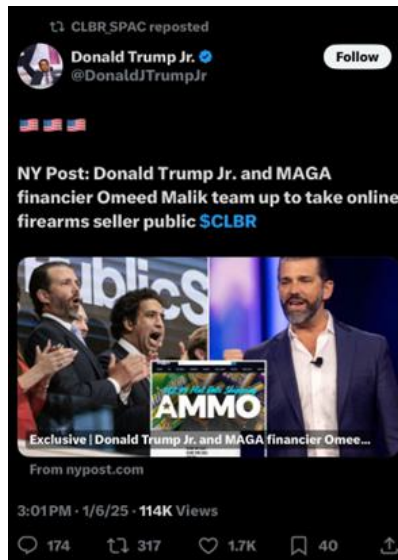 CLBR_SPAC reposted
Donald Trump Jr.
@DonaldJTrumpJr
Follow
🇺🇸🇺🇸🇺🇸
NY Post: Donald Trump Jr. and MAGA
financier Omeed Malik team up to take online
firearms seller public $CLBR
ublicS
AMMO
Exclusive | Donald Trump Jr. and MAGA financier Omee...
From nypost.com
3:01 PM · 1/6/25 · 114K Views
174 317 1.7K 40